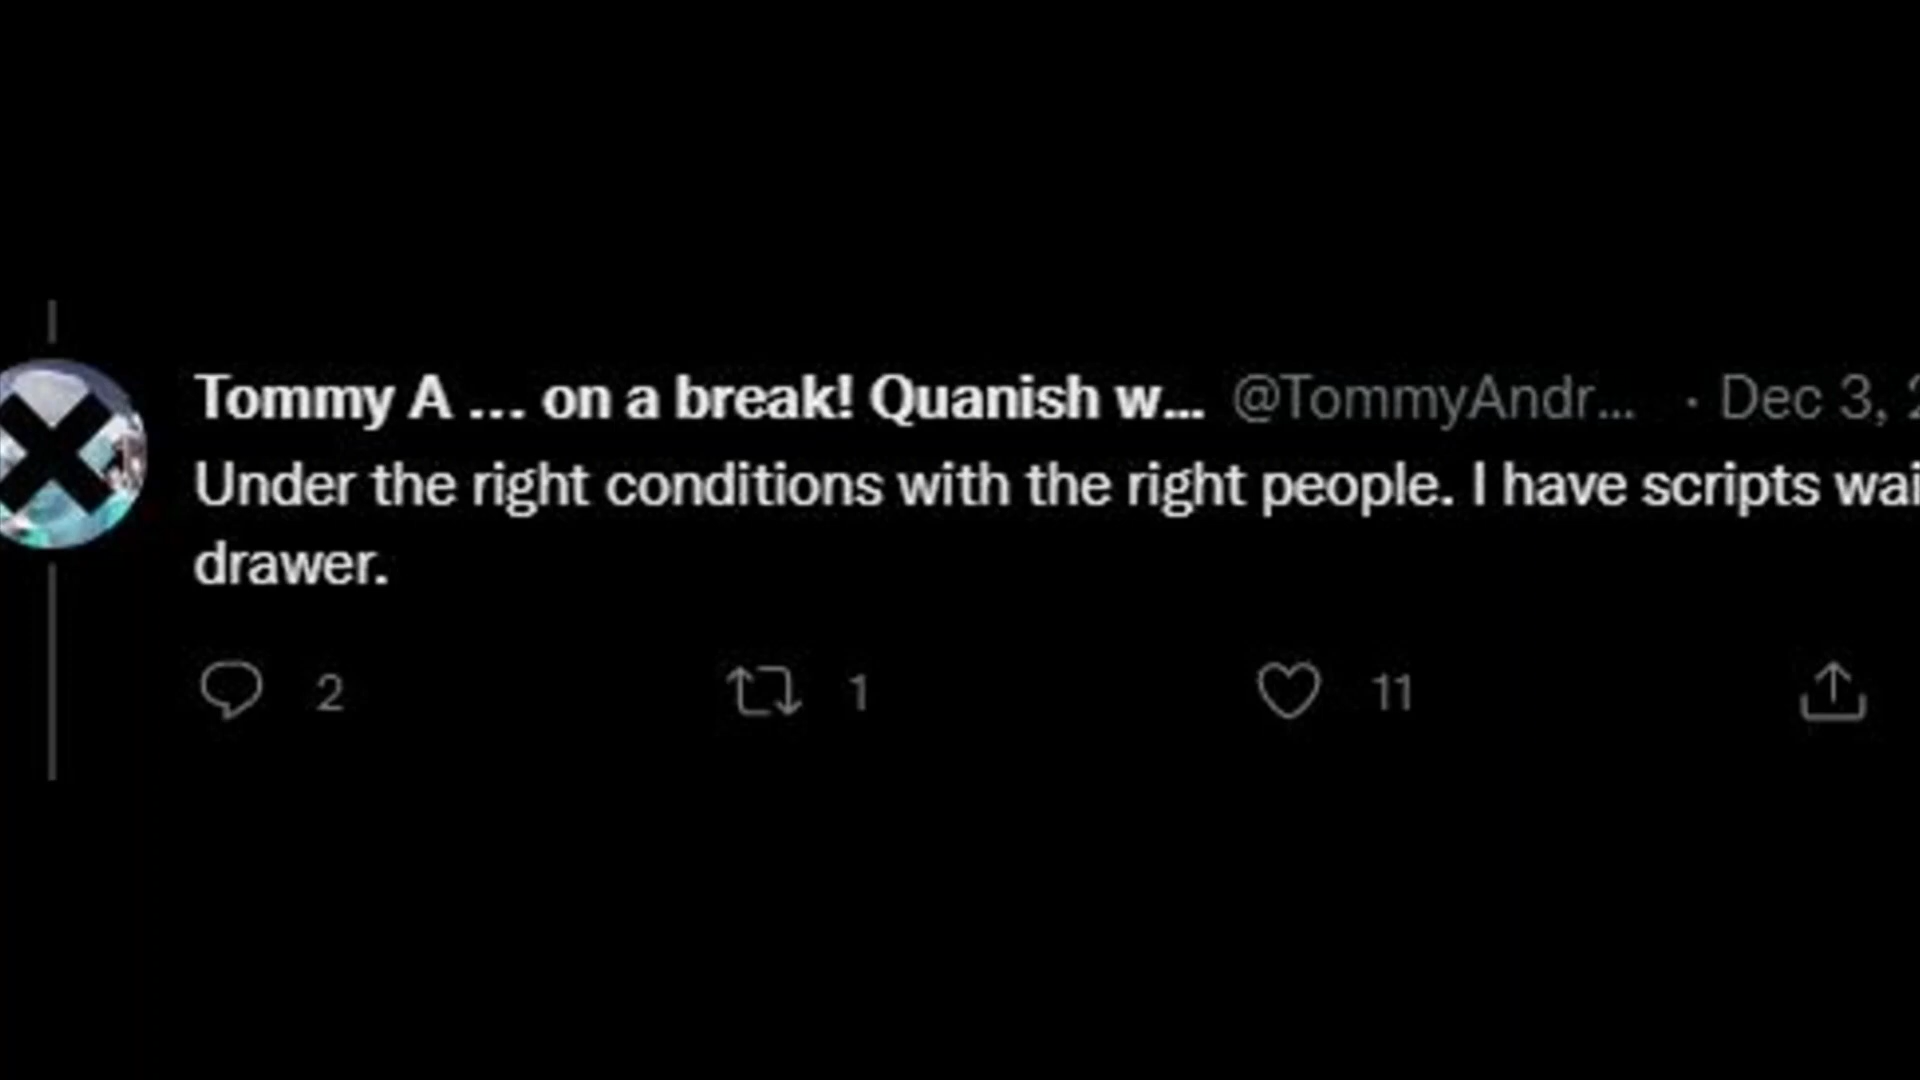 Tommy A ... on a break! Quanish w... @TommyAndr... · Dec 3,
Under the right conditions with the right people. I have scripts wai
drawer.
2 1 11